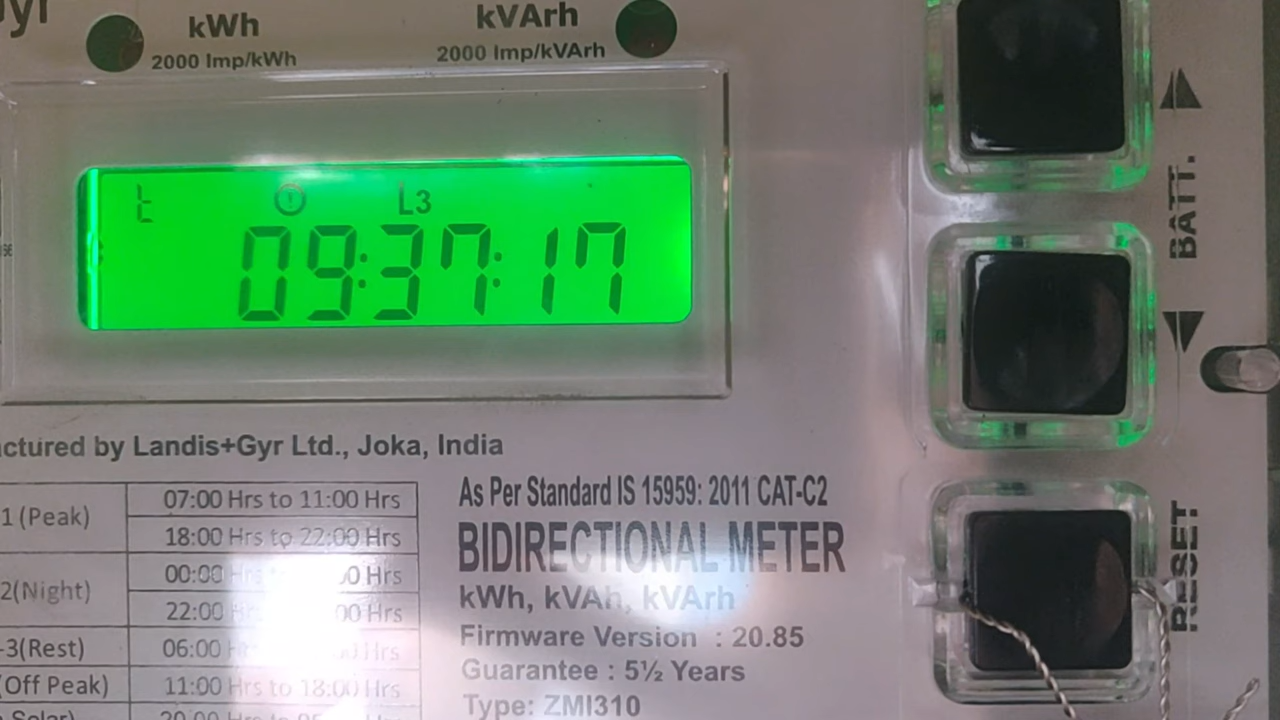 kWh
2000 Imp/kWh
kVArh
2000 Imp/kVArh
t L3
09:37:17
BATT.
actured by Landis+Gyr Ltd., Joka, India
1 (Peak) 07:00 Hrs to 11:00 Hrs
18:00 Hrs to 22:00 Hrs
2(Night) 00:00 Hrs
22:00 Hrs
-3(Rest) 06:00 Hrs
(Off Peak) 11:00 Hrs to 18:00 Hrs
As Per Standard IS 15959: 2011 CAT-C2
BIDIRECTIONAL METER
kWh, kVAh, kVArh
Firmware Version : 20.85
Guarantee : 5½ Years
Type: ZMI310
RESET